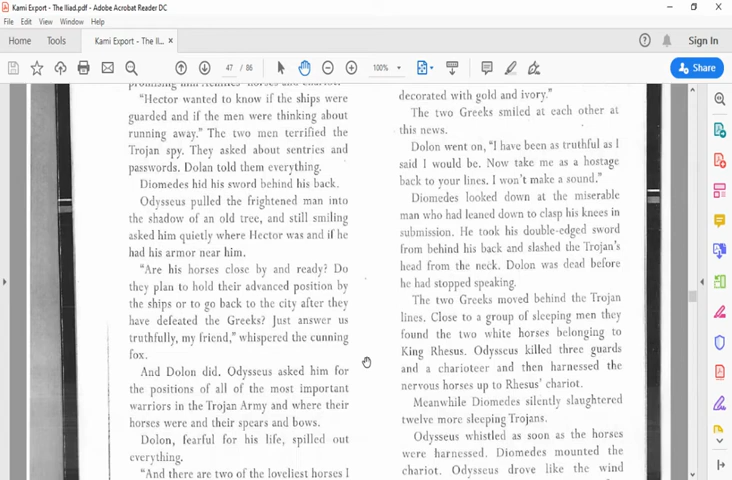 Kami Export - The Iliad.pdf - Adobe Acrobat Reader DC
File Edit View Window Help
Home Tools Kami Export - The Il... × Sign In
47 / 86 100% Share
"Hector wanted to know if the ships were
guarded and if the men were thinking about
running away." The two men terrified the
Trojan spy. They asked about sentries and
passwords. Dolan told them everything.
Diomedes hid his sword behind his back.
Odysseus pulled the frightened man into
the shadow of an old tree, and still smiling
asked him quietly where Hector was and if he
had his armor near him.
"Are his horses close by and ready? Do
they plan to hold their advanced position by
the ships or to go back to the city after they
have defeated the Greeks? Just answer us
truthfully, my friend," whispered the cunning
fox.
And Dolon did. Odysseus asked him for
the positions of all of the most important
warriors in the Trojan Army and where their
horses were and their spears and bows.
Dolon, fearful for his life, spilled out
everything.
"And there are two of the loveliest horses I
decorated with gold and ivory."
The two Greeks smiled at each other at
this news.
Dolon went on, "I have been as truthful as I
said I would be. Now take me as a hostage
back to your lines. I won't make a sound."
Diomedes looked down at the miserable
man who had leaned down to clasp his knees in
submission. He took his double-edged sword
from behind his back and slashed the Trojan's
head from the neck. Dolon was dead before
he had stopped speaking.
The two Greeks moved behind the Trojan
lines. Close to a group of sleeping men they
found the two white horses belonging to
King Rhesus. Odysseus killed three guards
and a charioteer and then harnessed the
nervous horses up to Rhesus' chariot.
Meanwhile Diomedes silently slaughtered
twelve more sleeping Trojans.
Odysseus whistled as soon as the horses
were harnessed. Diomedes mounted the
chariot. Odysseus drove like the wind